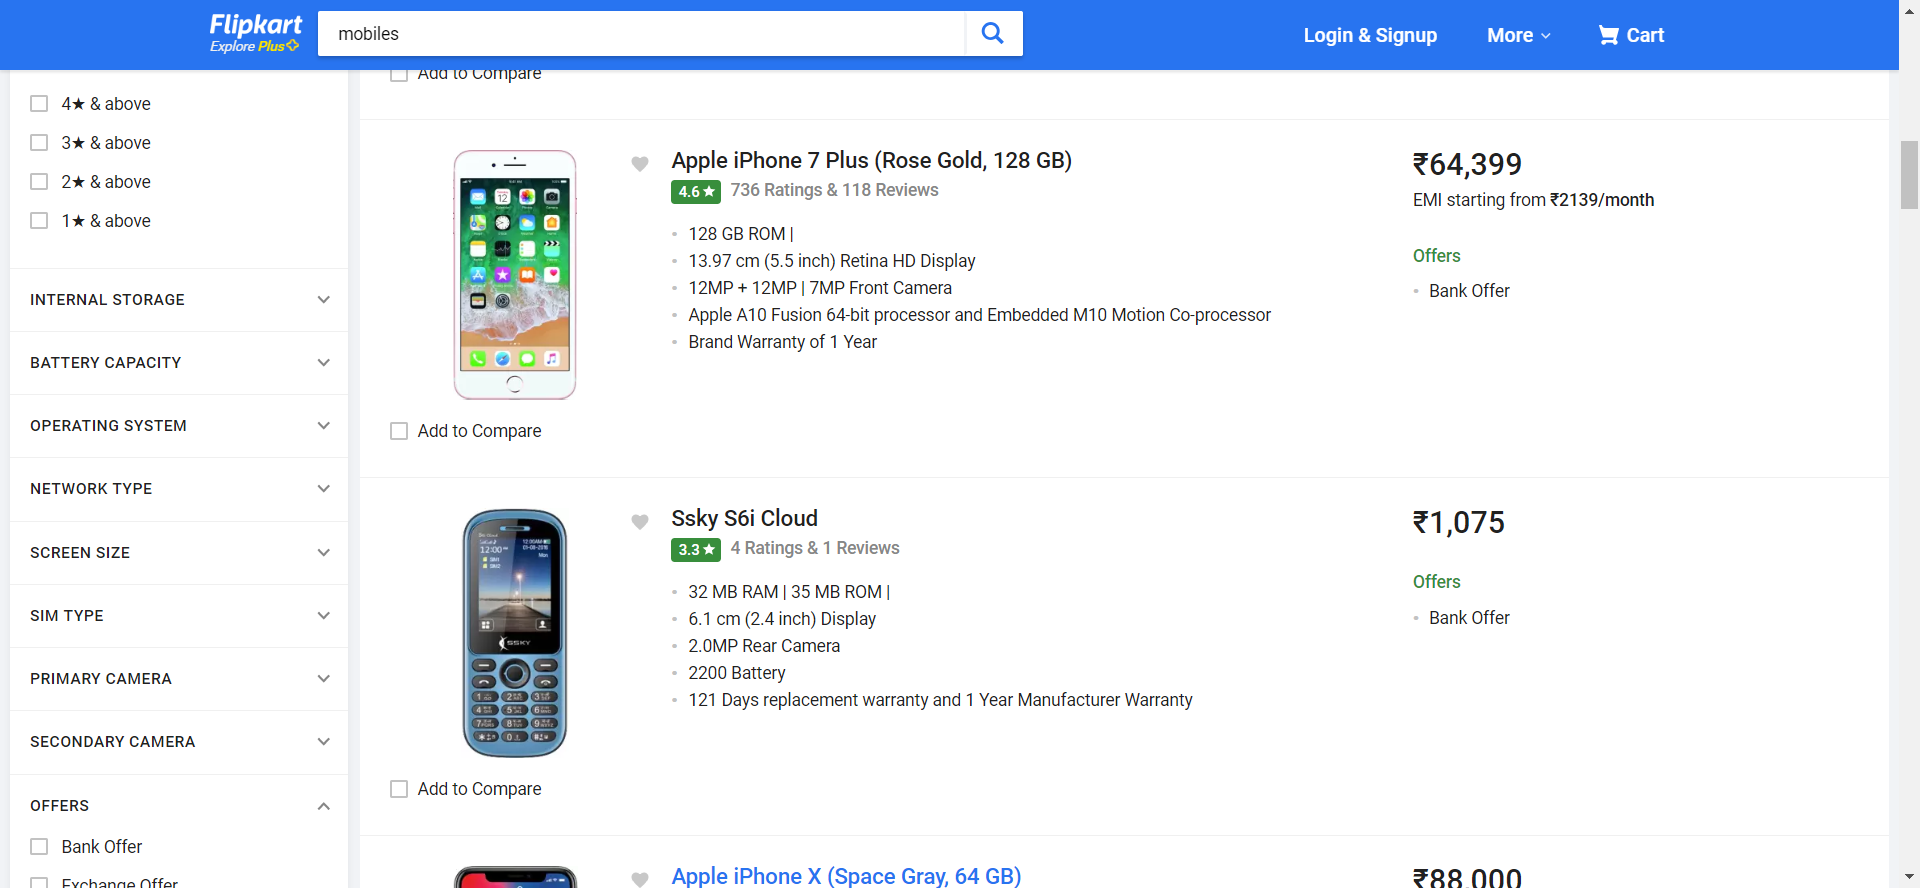 Flipkart
Explore Plus
mobiles
Login & Signup
More
Cart
4★ & above
3★ & above
2★ & above
1★ & above
INTERNAL STORAGE
BATTERY CAPACITY
OPERATING SYSTEM
NETWORK TYPE
SCREEN SIZE
SIM TYPE
PRIMARY CAMERA
SECONDARY CAMERA
OFFERS
Bank Offer
Exchange Offer
Add to Compare
Apple iPhone 7 Plus (Rose Gold, 128 GB)
4.6★ 736 Ratings & 118 Reviews
128 GB ROM |
13.97 cm (5.5 inch) Retina HD Display
12MP + 12MP | 7MP Front Camera
Apple A10 Fusion 64-bit processor and Embedded M10 Motion Co-processor
Brand Warranty of 1 Year
₹64,399
EMI starting from ₹2139/month
Offers
Bank Offer
Add to Compare
SSKY
Ssky S6i Cloud
3.3★ 4 Ratings & 1 Reviews
32 MB RAM | 35 MB ROM |
6.1 cm (2.4 inch) Display
2.0MP Rear Camera
2200 Battery
121 Days replacement warranty and 1 Year Manufacturer Warranty
₹1,075
Offers
Bank Offer
Add to Compare
Apple iPhone X (Space Gray, 64 GB)
₹88,000